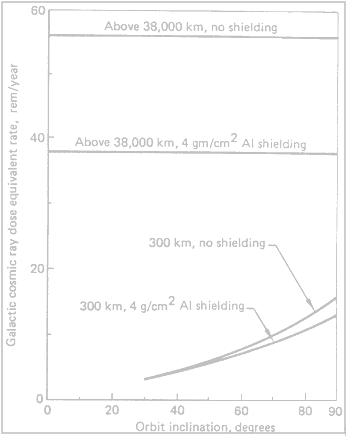 60
Above 38,000 km, no shielding
Galactic cosmic ray dose equivalent rate, rem/year
40
Above 38,000 km, 4 gm/cm² Al shielding
300 km, no shielding
20
300 km, 4 g/cm² Al shielding
0
0 20 40 60 80 90
Orbit inclination, degrees